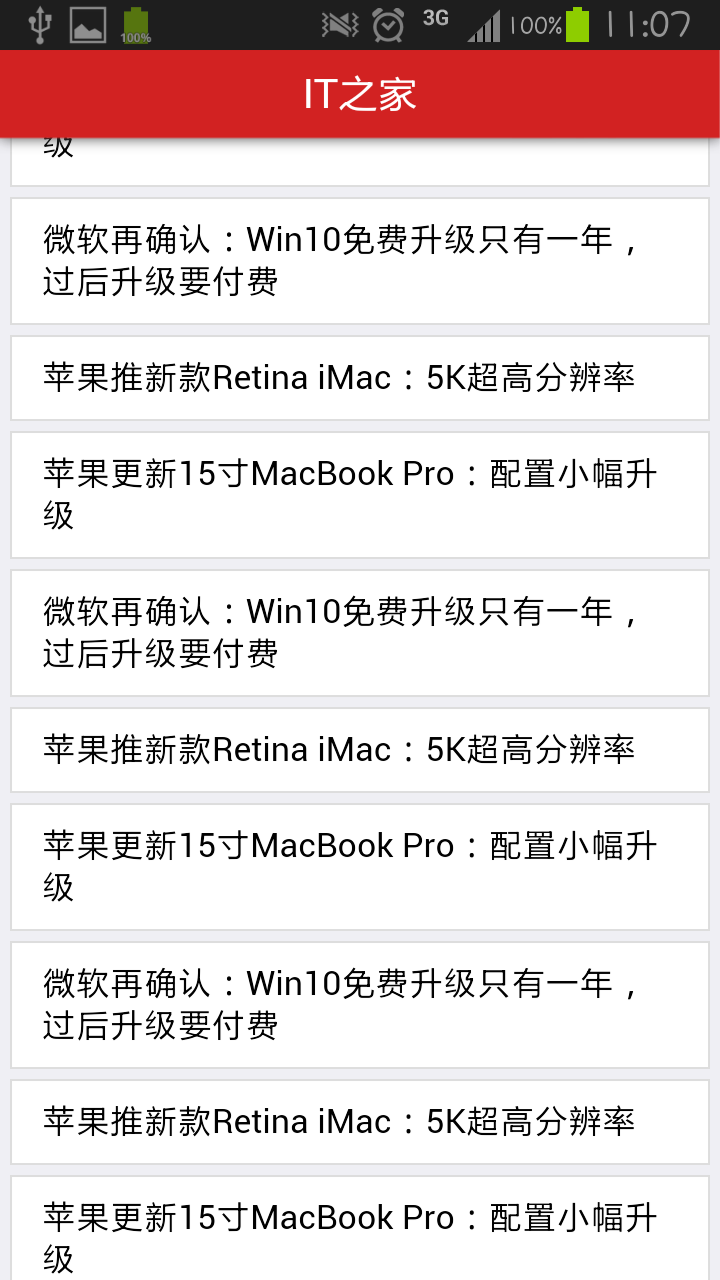 100%
3G
100%
11:07
IT之家
级
微软再确认：Win10免费升级只有一年，
过后升级要付费
苹果推新款Retina iMac：5K超高分辨率
苹果更新15寸MacBook Pro：配置小幅升
级
微软再确认：Win10免费升级只有一年，
过后升级要付费
苹果推新款Retina iMac：5K超高分辨率
苹果更新15寸MacBook Pro：配置小幅升
级
微软再确认：Win10免费升级只有一年，
过后升级要付费
苹果推新款Retina iMac：5K超高分辨率
苹果更新15寸MacBook Pro：配置小幅升
级